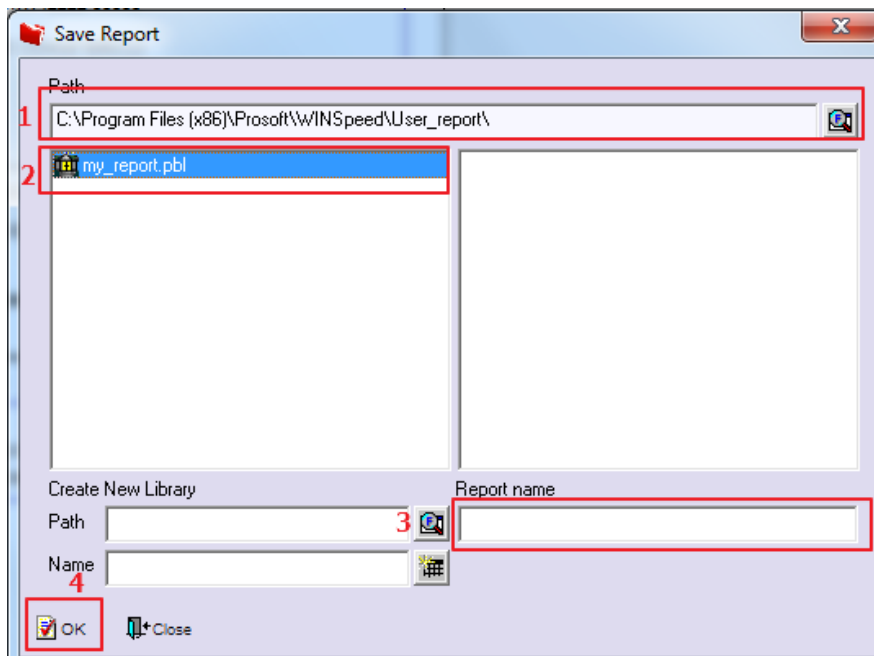 Save Report
Path
1 C:\Program Files (x86)\Prosoft\WINSpeed\User_report\
2 my_report.pbl
Create New Library
Report name
Path
3
Name
4
OK
Close